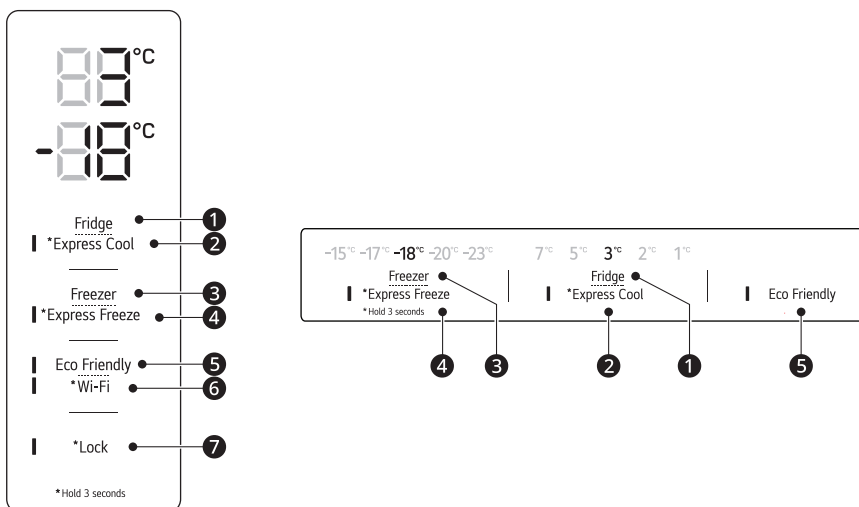 3 °C
-18 °C
Fridge 1
*Express Cool 2
Freezer 3
*Express Freeze 4
Eco Friendly 5
*Wi-Fi 6
*Lock 7
*Hold 3 seconds
-15°C -17°C -18°C -20°C -23°C 7°C 5°C 3°C 2°C 1°C
Freezer Fridge
*Express Freeze *Express Cool Eco Friendly
*Hold 3 seconds
4 3 2 1 5